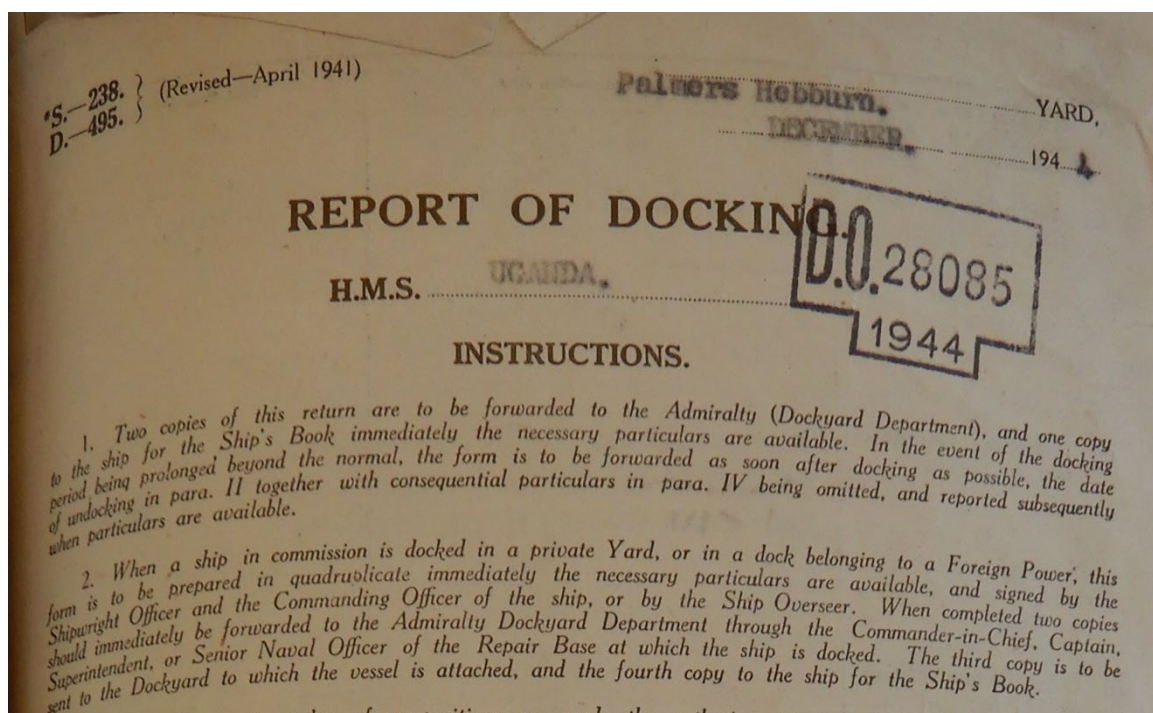 *S.—238. } (Revised—April 1941)
D.—495. }
Palmers Hebburn. YARD,
DECEMBER. 194 4
REPORT OF DOCKING.
H.M.S. UGANDA.
D.O. 28085
1944
INSTRUCTIONS.
1. Two copies of this return are to be forwarded to the Admiralty (Dockyard Department), and one copy
to the ship for the Ship's Book immediately the necessary particulars are available. In the event of the docking
period being prolonged beyond the normal, the form is to be forwarded as soon after docking as possible, the date
of undocking in para. II together with consequential particulars in para. IV being omitted, and reported subsequently
when particulars are available.
2. When a ship in commission is docked in a private Yard, or in a dock belonging to a Foreign Power, this
form is to be prepared in quadruplicate immediately the necessary particulars are available, and signed by the
Shipwright Officer and the Commanding Officer of the ship, or by the Ship Overseer. When completed two copies
should immediately be forwarded to the Admiralty Dockyard Department through the Commander-in-Chief, Captain,
Superintendent, or Senior Naval Officer of the Repair Base at which the ship is docked. The third copy is to be
sent to the Dockyard to which the vessel is attached, and the fourth copy to the ship for the Ship's Book.